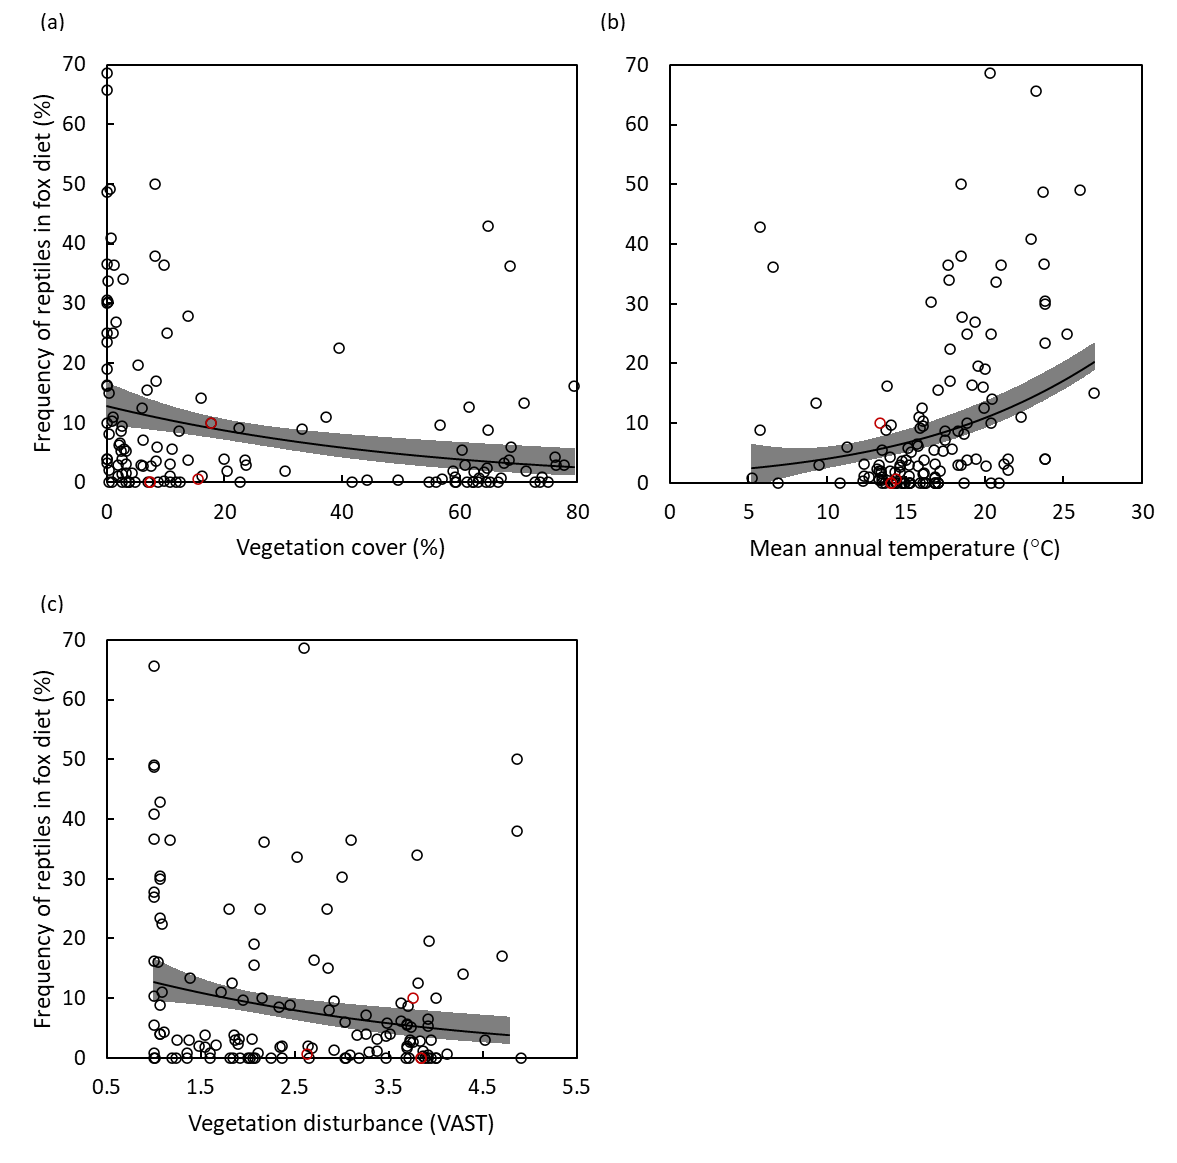 (a)
(b)
Frequency of reptiles in fox diet (%)
70
60
50
40
30
20
10
0
0 20 40 60 80
Vegetation cover (%)
70
60
50
40
30
20
10
0
0 5 10 15 20 25 30
Mean annual temperature (°C)
(c)
Frequency of reptiles in fox diet (%)
70
60
50
40
30
20
10
0
0.5 1.5 2.5 3.5 4.5 5.5
Vegetation disturbance (VAST)